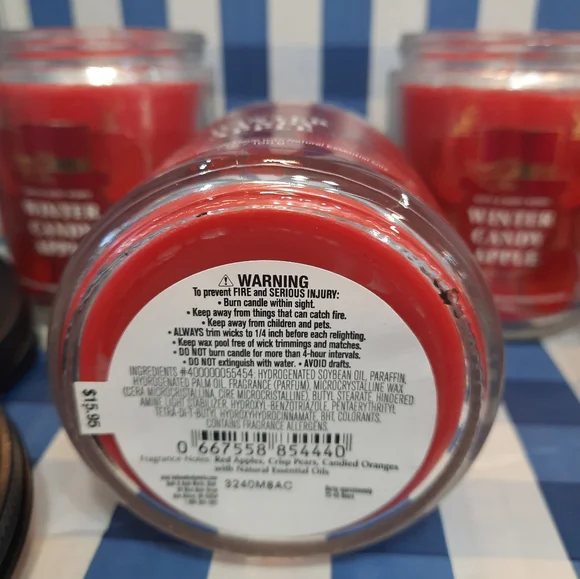 WINTER
CANDY
APPLE
WINTER
CANDY
APPLE
WARNING
To prevent FIRE and SERIOUS INJURY:
• Burn candle within sight.
• Keep away from things that can catch fire.
• Keep away from children and pets.
• ALWAYS trim wicks to 1/4 inch before each relighting.
• Keep wax pool free of wick trimmings and matches.
• DO NOT burn candle for more than 4-hour intervals.
• DO NOT extinguish with water. • AVOID drafts.
INGREDIENTS #400000055454: HYDROGENATED SOYBEAN OIL, PARAFFIN,
HYDROGENATED PALM OIL, FRAGRANCE (PARFUM), MICROCRYSTALLINE WAX
(CERA MICROCRISTALLINA, CIRE MICROCRISTALLINE), BUTYL STEARATE, HINDERED
AMINE LIGHT STABILIZER, HYDROXYL BENZOTRIAZOLE, PENTAERYTHRITYL
TETRA-DI-T-BUTYL HYDROXYHYDROCINNAMATE, BHT, COLORANTS.
CONTAINS FRAGRANCE ALLERGENS.
$15.95
0 667558 854440
Fragrance Notes: Red Apples, Crisp Pears, Candied Oranges
with Natural Essential Oils
3240M8AC